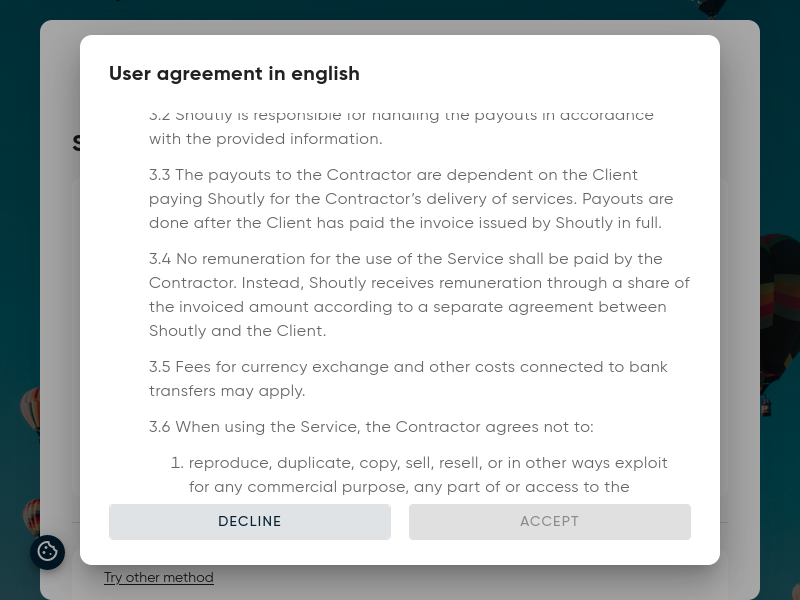 User agreement in english
3.2 Shoutly is responsible for handling the payouts in accordance
with the provided information.
3.3 The payouts to the Contractor are dependent on the Client
paying Shoutly for the Contractor’s delivery of services. Payouts are
done after the Client has paid the invoice issued by Shoutly in full.
3.4 No remuneration for the use of the Service shall be paid by the
Contractor. Instead, Shoutly receives remuneration through a share of
the invoiced amount according to a separate agreement between
Shoutly and the Client.
3.5 Fees for currency exchange and other costs connected to bank
transfers may apply.
3.6 When using the Service, the Contractor agrees not to:
1. reproduce, duplicate, copy, sell, resell, or in other ways exploit
for any commercial purpose, any part of or access to the
DECLINE
ACCEPT
Try other method